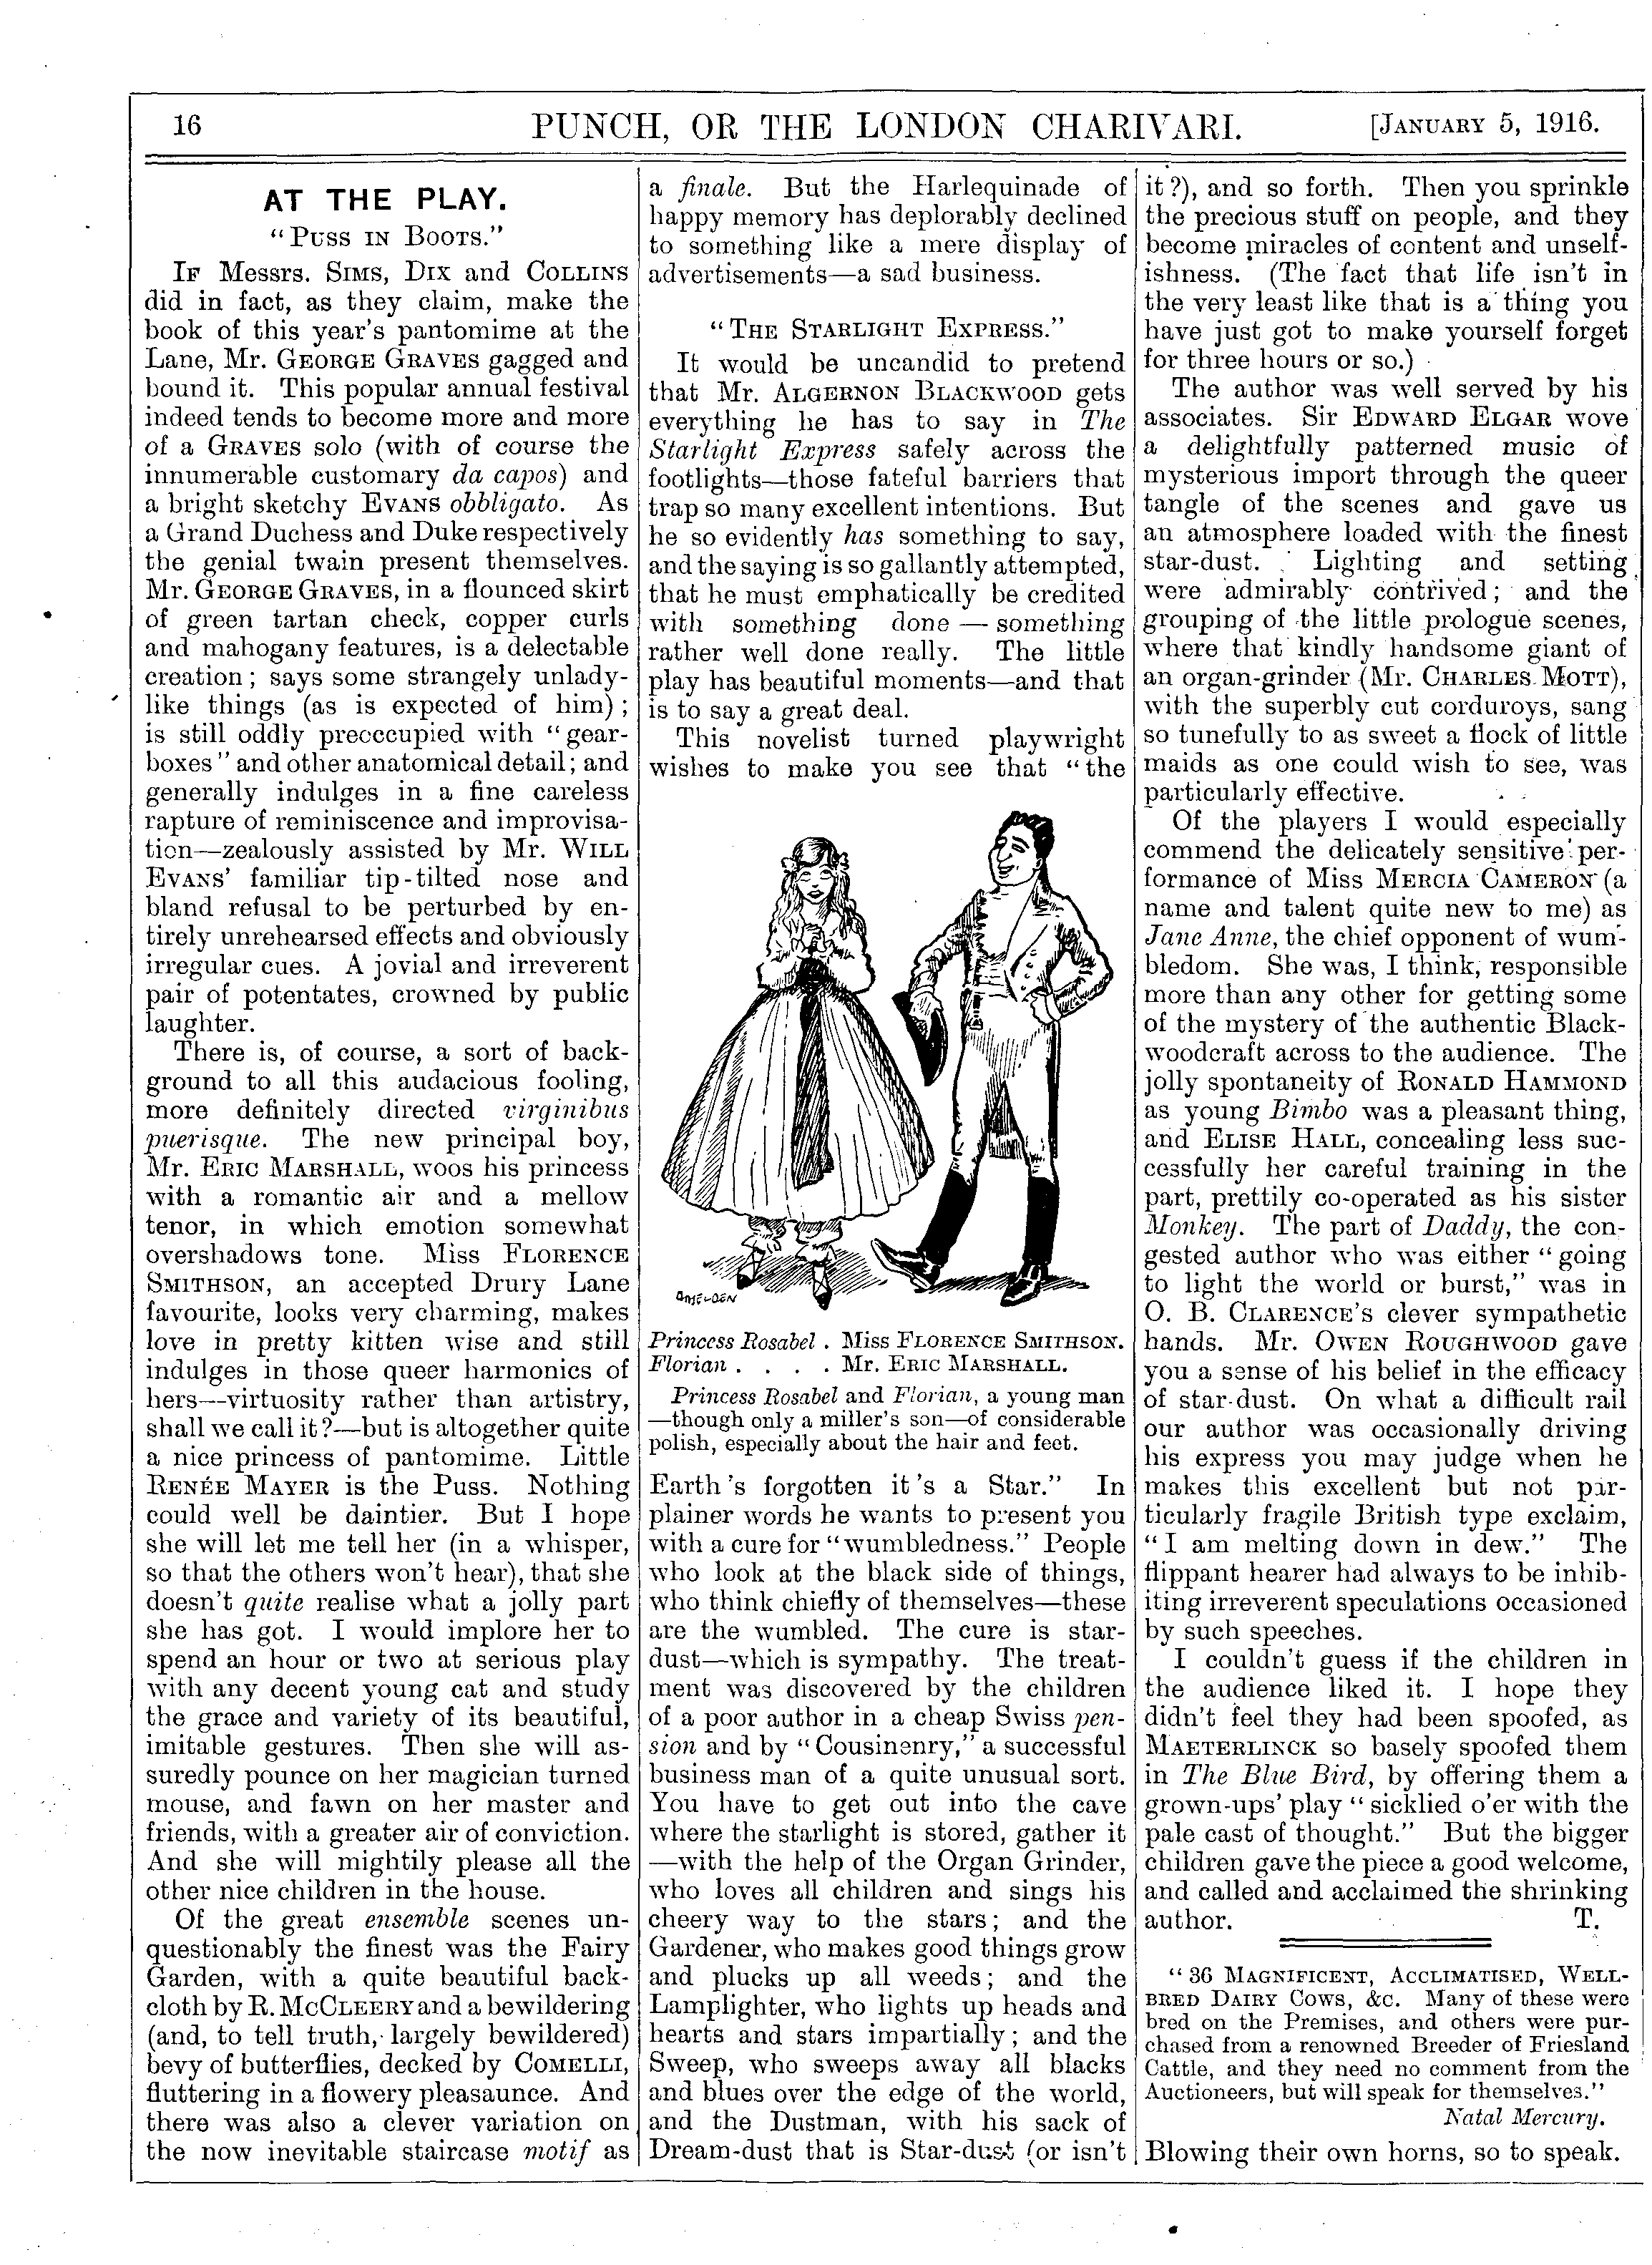 16
PUNCH, OR THE LONDON CHARIVARI.
[JANUARY 5, 1916.
AT THE PLAY.
"PUSS IN BOOTS."
IF Messrs. SIMS, DIX and COLLINS
did in fact, as they claim, make the
book of this year's pantomime at the
Lane, Mr. GEORGE GRAVES gagged and
bound it. This popular annual festival
indeed tends to become more and more
of a GRAVES solo (with of course the
innumerable customary da capos) and
a bright sketchy EVANS obbligato. As
a Grand Duchess and Duke respectively
the genial twain present themselves.
Mr. GEORGE GRAVES, in a flounced skirt
of green tartan check, copper curls
and mahogany features, is a delectable
creation; says some strangely unlady-
like things (as is expected of him);
is still oddly preoccupied with "gear-
boxes" and other anatomical detail; and
generally indulges in a fine careless
rapture of reminiscence and improvisa-
tion—zealously assisted by Mr. WILL
EVANS' familiar tip-tilted nose and
bland refusal to be perturbed by en-
tirely unrehearsed effects and obviously
irregular cues. A jovial and irreverent
pair of potentates, crowned by public
laughter.
There is, of course, a sort of back-
ground to all this audacious fooling,
more definitely directed virginibus
puerisque. The new principal boy,
Mr. ERIC MARSHALL, woos his princess
with a romantic air and a mellow
tenor, in which emotion somewhat
overshadows tone. Miss FLORENCE
SMITHSON, an accepted Drury Lane
favourite, looks very charming, makes
love in pretty kitten wise and still
indulges in those queer harmonics of
hers—virtuosity rather than artistry,
shall we call it?—but is altogether quite
a nice princess of pantomime. Little
RENÉE MAYER is the Puss. Nothing
could well be daintier. But I hope
she will let me tell her (in a whisper,
so that the others won't hear), that she
doesn't quite realise what a jolly part
she has got. I would implore her to
spend an hour or two at serious play
with any decent young cat and study
the grace and variety of its beautiful,
imitable gestures. Then she will as-
suredly pounce on her magician turned
mouse, and fawn on her master and
friends, with a greater air of conviction.
And she will mightily please all the
other nice children in the house.
Of the great ensemble scenes un-
questionably the finest was the Fairy
Garden, with a quite beautiful back-
cloth by R. McCLEERY and a bewildering
(and, to tell truth, largely bewildered)
bevy of butterflies, decked by COMELLI,
fluttering in a flowery pleasaunce. And
there was also a clever variation on
the now inevitable staircase motif as
a finale. But the Harlequinade of
happy memory has deplorably declined
to something like a mere display of
advertisements—a sad business.
"THE STARLIGHT EXPRESS."
It would be uncandid to pretend
that Mr. ALGERNON BLACKWOOD gets
everything he has to say in The
Starlight Express safely across the
footlights—those fateful barriers that
trap so many excellent intentions. But
he so evidently has something to say,
and the saying is so gallantly attempted,
that he must emphatically be credited
with something done — something
rather well done really. The little
play has beautiful moments—and that
is to say a great deal.
This novelist turned playwright
wishes to make you see that "the
AMELDEN
Princess Rosabel . Miss FLORENCE SMITHSON.
Florian . . . . Mr. ERIC MARSHALL.
Princess Rosabel and Florian, a young man
—though only a miller's son—of considerable
polish, especially about the hair and feet.
Earth's forgotten it's a Star." In
plainer words he wants to present you
with a cure for "wumbledness." People
who look at the black side of things,
who think chiefly of themselves—these
are the wumbled. The cure is star-
dust—which is sympathy. The treat-
ment was discovered by the children
of a poor author in a cheap Swiss pen-
sion and by "Cousinenry," a successful
business man of a quite unusual sort.
You have to get out into the cave
where the starlight is stored, gather it
—with the help of the Organ Grinder,
who loves all children and sings his
cheery way to the stars; and the
Gardener, who makes good things grow
and plucks up all weeds; and the
Lamplighter, who lights up heads and
hearts and stars impartially; and the
Sweep, who sweeps away all blacks
and blues over the edge of the world,
and the Dustman, with his sack of
Dream-dust that is Star-dust (or isn't
it?), and so forth. Then you sprinkle
the precious stuff on people, and they
become miracles of content and unself-
ishness. (The fact that life isn't in
the very least like that is a thing you
have just got to make yourself forget
for three hours or so.)
The author was well served by his
associates. Sir EDWARD ELGAR wove
a delightfully patterned music of
mysterious import through the queer
tangle of the scenes and gave us
an atmosphere loaded with the finest
star-dust. Lighting and setting
were admirably contrived; and the
grouping of the little prologue scenes,
where that kindly handsome giant of
an organ-grinder (Mr. CHARLES MOTT),
with the superbly cut corduroys, sang
so tunefully to as sweet a flock of little
maids as one could wish to see, was
particularly effective.
Of the players I would especially
commend the delicately sensitive per-
formance of Miss MERCIA CAMERON (a
name and talent quite new to me) as
Jane Anne, the chief opponent of wum-
bledom. She was, I think, responsible
more than any other for getting some
of the mystery of the authentic Black-
woodcraft across to the audience. The
jolly spontaneity of RONALD HAMMOND
as young Bimbo was a pleasant thing,
and ELISE HALL, concealing less suc-
cessfully her careful training in the
part, prettily co-operated as his sister
Monkey. The part of Daddy, the con-
gested author who was either "going
to light the world or burst," was in
O. B. CLARENCE's clever sympathetic
hands. Mr. OWEN ROUGHWOOD gave
you a sense of his belief in the efficacy
of star-dust. On what a difficult rail
our author was occasionally driving
his express you may judge when he
makes this excellent but not par-
ticularly fragile British type exclaim,
"I am melting down in dew." The
flippant hearer had always to be inhib-
iting irreverent speculations occasioned
by such speeches.
I couldn't guess if the children in
the audience liked it. I hope they
didn't feel they had been spoofed, as
MAETERLINCK so basely spoofed them
in The Blue Bird, by offering them a
grown-ups' play "sicklied o'er with the
pale cast of thought." But the bigger
children gave the piece a good welcome,
and called and acclaimed the shrinking
author. T.
"36 MAGNIFICENT, ACCLIMATISED, WELL-
BRED DAIRY COWS, &C. Many of these were
bred on the Premises, and others were pur-
chased from a renowned Breeder of Friesland
Cattle, and they need no comment from the
Auctioneers, but will speak for themselves."
Natal Mercury.
Blowing their own horns, so to speak.